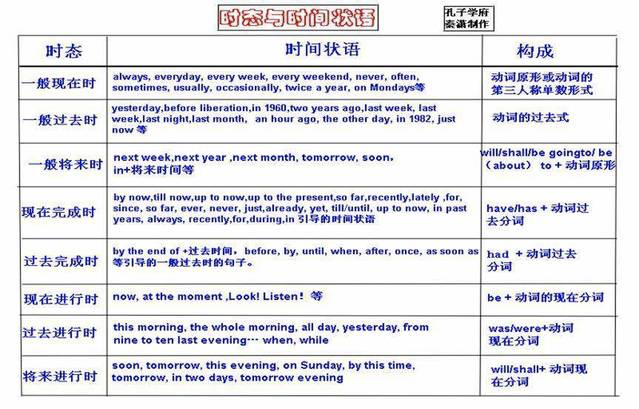 时态与时间状语
孔子学府
秦潇制作
时态
时间状语
构成
一般现在时
always, everyday, every week, every weekend, never, often,
sometimes, usually, occasionally, twice a year, on Mondays等
动词原形或动词的
第三人称单数形式
一般过去时
yesterday,before liberation,in 1960,two years ago,last week, last
week,last night,last month, an hour ago, the other day, in 1982, just
now 等
动词的过去式
一般将来时
next week,next year ,next month, tomorrow, soon,
in+将来时间等
will/shall/be goingto/ be
（about） to + 动词原形
现在完成时
by now,till now,up to now,up to the present,so far,recently,lately ,for,
since, so far, ever, never, just,already, yet, till/until, up to now, in past
years, always, recently,for,during,in 引导的时间状语
have/has + 动词过
去分词
过去完成时
by the end of +过去时间, before, by, until, when, after, once, as soon as
等引导的一般过去时的句子。
had + 动词过去
分词
现在进行时
now, at the moment ,Look! Listen! 等
be + 动词的现在分词
过去进行时
this morning, the whole morning, all day, yesterday, from
nine to ten last evening… when, while
was/were+动词
现在分词
将来进行时
soon, tomorrow, this evening, on Sunday, by this time,
tomorrow, in two days, tomorrow evening
will/shall+ 动词现
在分词